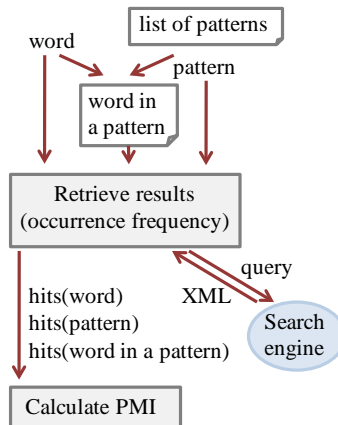 list of patterns
word
pattern
word in
a pattern
Retrieve results
(occurrence frequency)
query
XML
hits(word)
hits(pattern)
hits(word in a pattern)
Search
engine
Calculate PMI